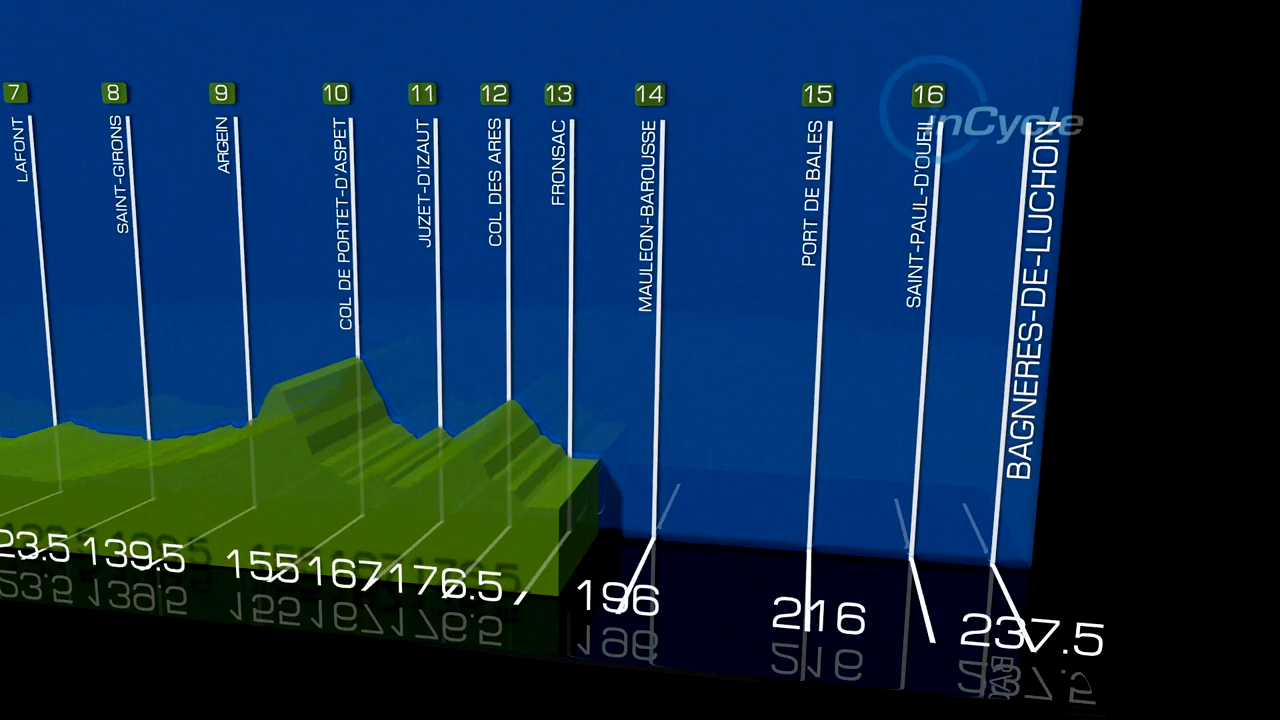 7 8 9 10 11 12 13 14 15 16
inCycle
LAFONT
SAINT-GIRONS
ARGEIN
COL DE PORTET-D'ASPET
JUZET-D'IZAUT
COL DES ARES
FRONSAC
MAULEON-BAROUSSE
PORT DE BALES
SAINT-PAUL-D'OUEIL
BAGNERES-DE-LUCHON
23.5 139.5 155 167 176.5 196 216 237.5